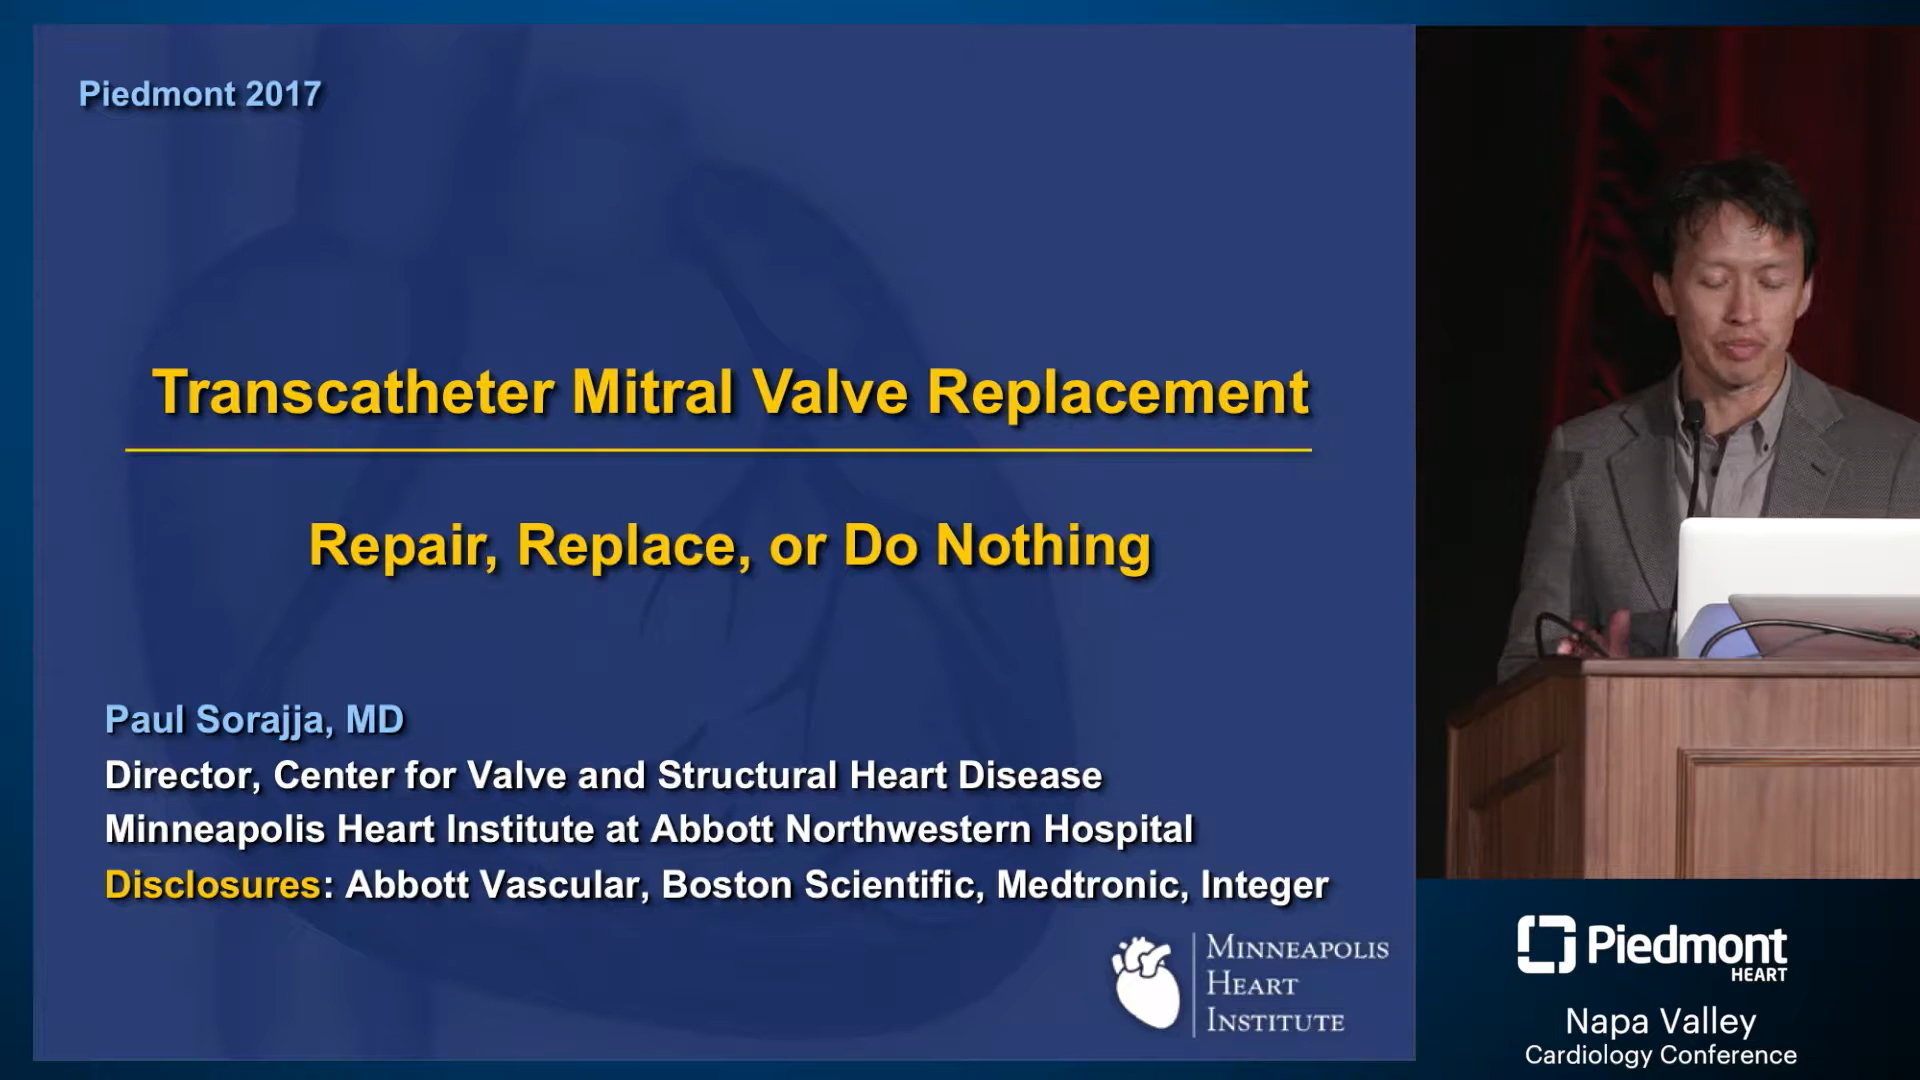 Piedmont 2017
Transcatheter Mitral Valve Replacement
Repair, Replace, or Do Nothing
Paul Sorajja, MD
Director, Center for Valve and Structural Heart Disease
Minneapolis Heart Institute at Abbott Northwestern Hospital
Disclosures: Abbott Vascular, Boston Scientific, Medtronic, Integer
MINNEAPOLIS
HEART
INSTITUTE
Piedmont
HEART
Napa Valley
Cardiology Conference